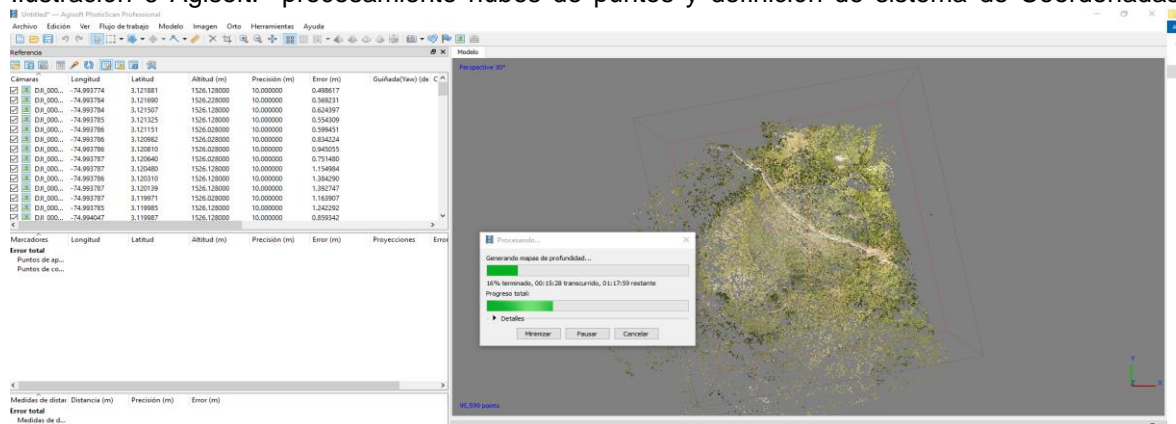 Agisoft.- procesamiento nubes de puntos y definición de sistema de Coordenadas
Untitled* — Agisoft PhotoScan Professional
Archivo Edición Ver Flujo de trabajo Modelo Imagen Orto Herramientas Ayuda
Referencia
Modelo
Perspective 30°
Cámaras Longitud Latitud Altitud (m) Precisión (m) Error (m) Guiñada(Yaw) (de
DJI_000... -74.993774 3.121881 1526.128000 10.000000 0.498617
DJI_000... -74.993784 3.121690 1526.228000 10.000000 0.569231
DJI_000... -74.993784 3.121507 1526.128000 10.000000 0.624397
DJI_000... -74.993785 3.121325 1526.128000 10.000000 0.554309
DJI_000... -74.993786 3.121151 1526.028000 10.000000 0.599451
DJI_000... -74.993786 3.120982 1526.028000 10.000000 0.834224
DJI_000... -74.993786 3.120810 1526.028000 10.000000 0.945055
DJI_000... -74.993787 3.120640 1526.028000 10.000000 0.751480
DJI_000... -74.993787 3.120480 1526.128000 10.000000 1.154984
DJI_000... -74.993786 3.120310 1526.028000 10.000000 1.384290
DJI_000... -74.993787 3.120139 1526.028000 10.000000 1.392747
DJI_000... -74.993787 3.119971 1526.028000 10.000000 1.163907
DJI_000... -74.993785 3.119985 1526.128000 10.000000 1.242292
DJI_000... -74.994047 3.119987 1526.128000 10.000000 0.859342
Marcadores Longitud Latitud Altitud (m) Precisión (m) Error (m) Proyecciones Error
Error total
Puntos de ap...
Puntos de co...
Procesando...
Generando mapas de profundidad...
16% terminado, 00:15:28 transcurrido, 01:17:59 restante
Progreso total:
Detalles
Minimizar Pausar Cancelar
Medidas de distar Distancia (m) Precisión (m) Error (m)
Error total
Medidas de d...
95,599 points
Y
Z X